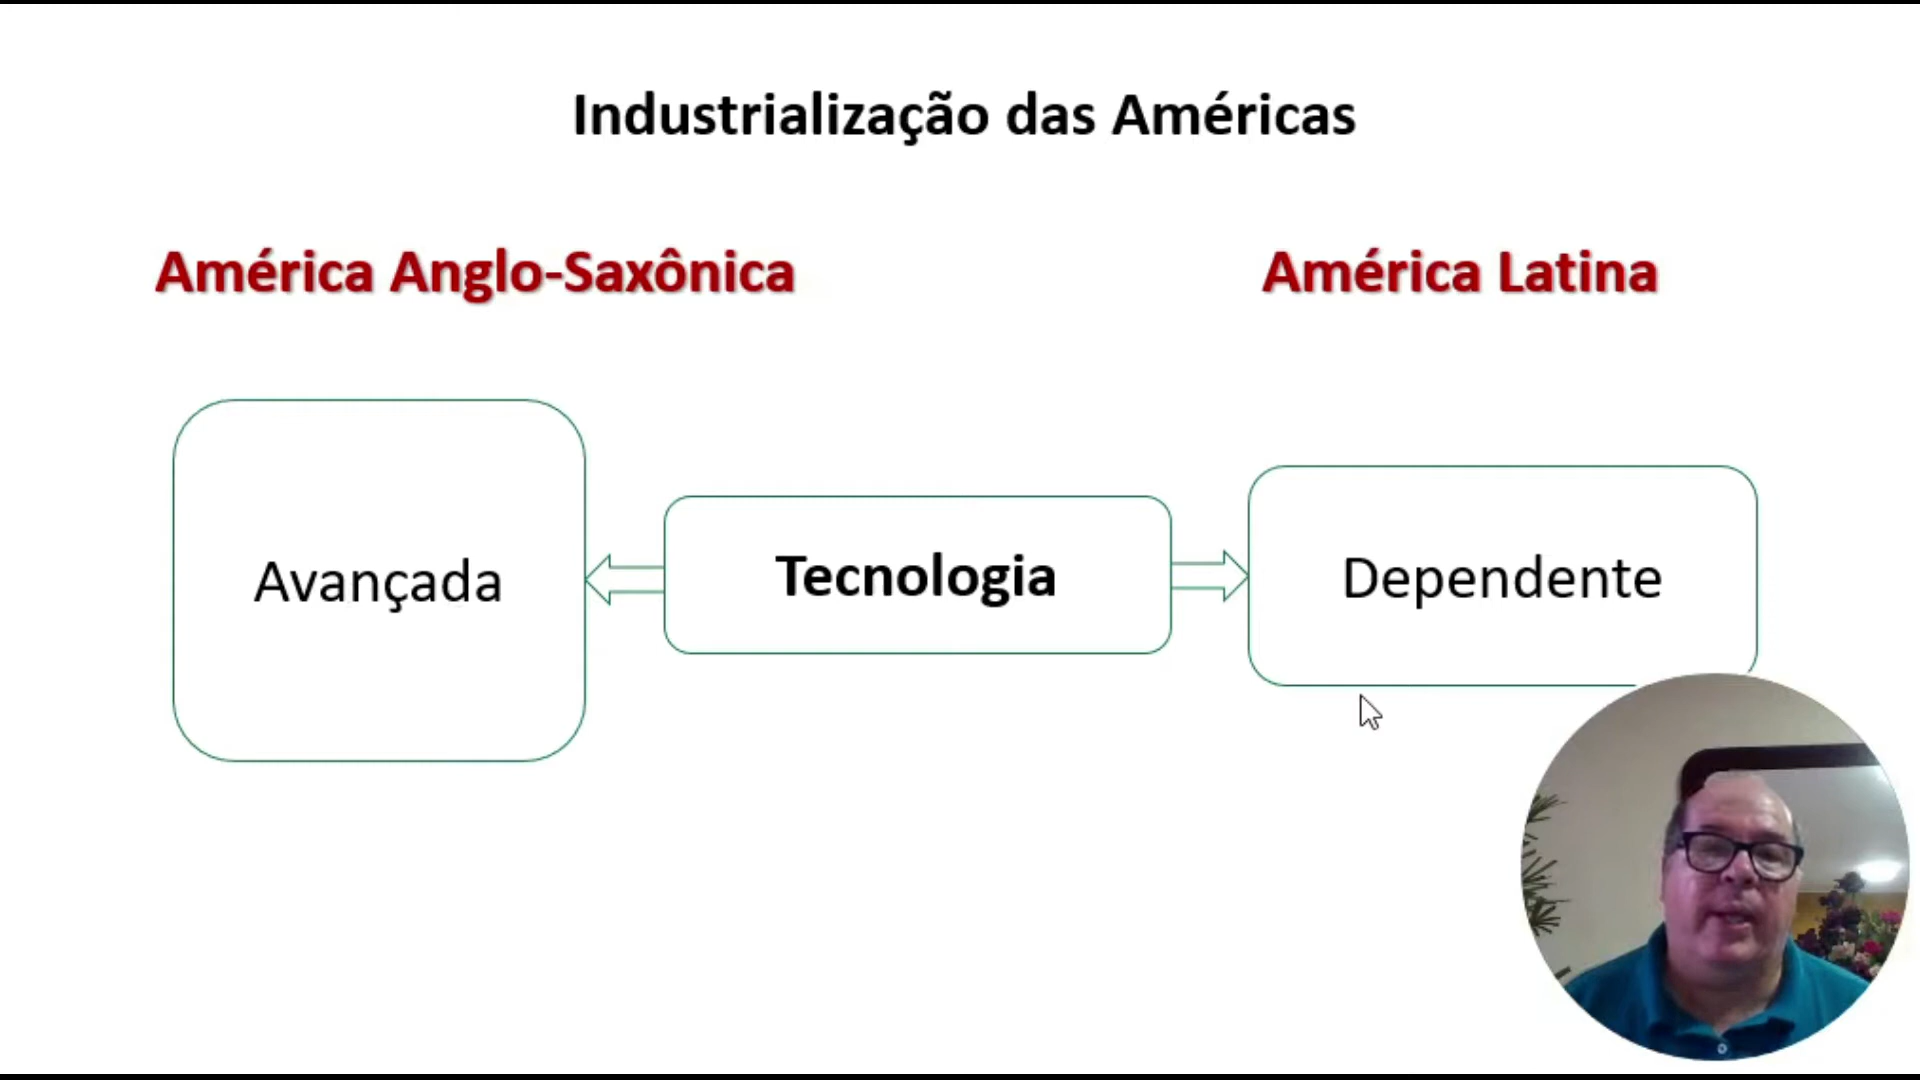 Industrialização das Américas
América Anglo-Saxônica
América Latina
Avançada
Tecnologia
Dependente